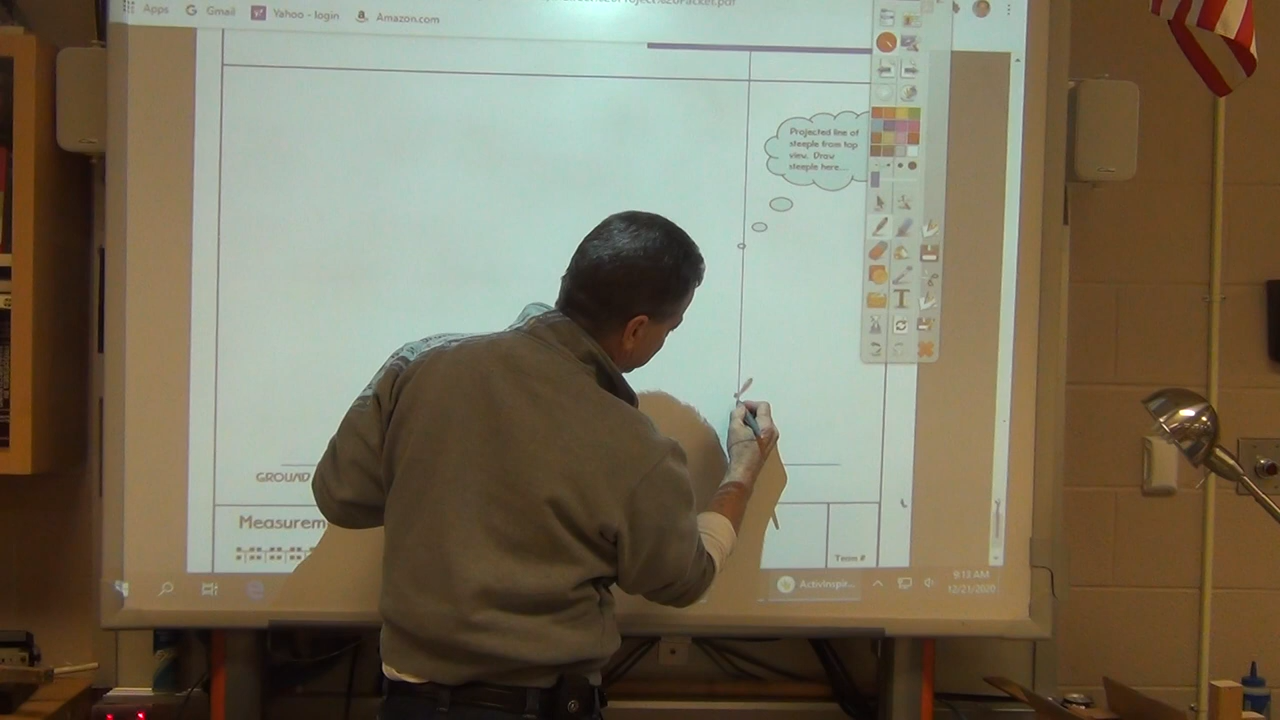 Apps
Gmail
Yahoo - login
Amazon.com
Projected line of
steeple from top
view. Draw
steeple here...
T
GROUND
Measurem
Team #
ActivInspir...
9:13 AM
12/21/2020